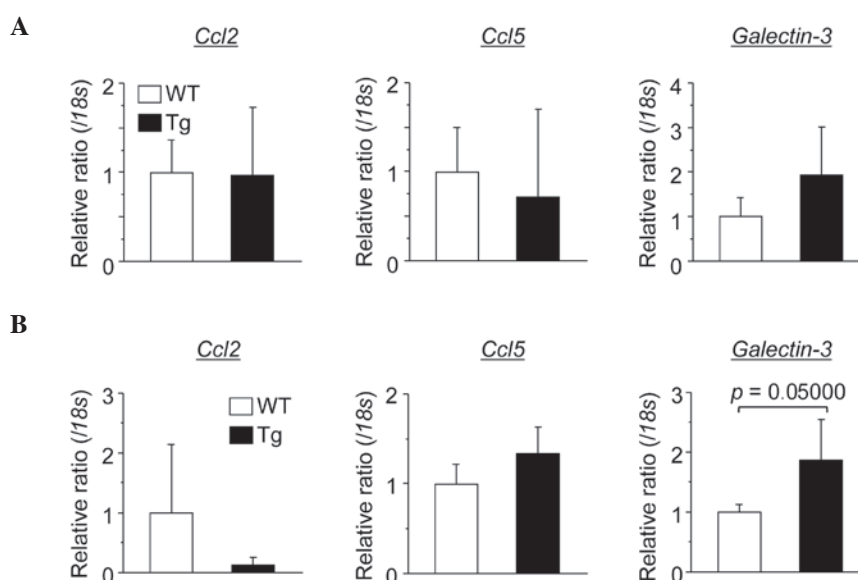 A
Ccl2
Ccl5
Galectin-3
Relative ratio (/18s)
2
1
0
WT
Tg
Relative ratio (/18s)
2
1
0
Relative ratio (/18s)
4
3
2
1
0
B
Ccl2
Ccl5
Galectin-3
Relative ratio (/18s)
3
2
1
0
WT
Tg
Relative ratio (/18s)
2
1
0
Relative ratio (/18s)
3
2
1
0
p = 0.05000